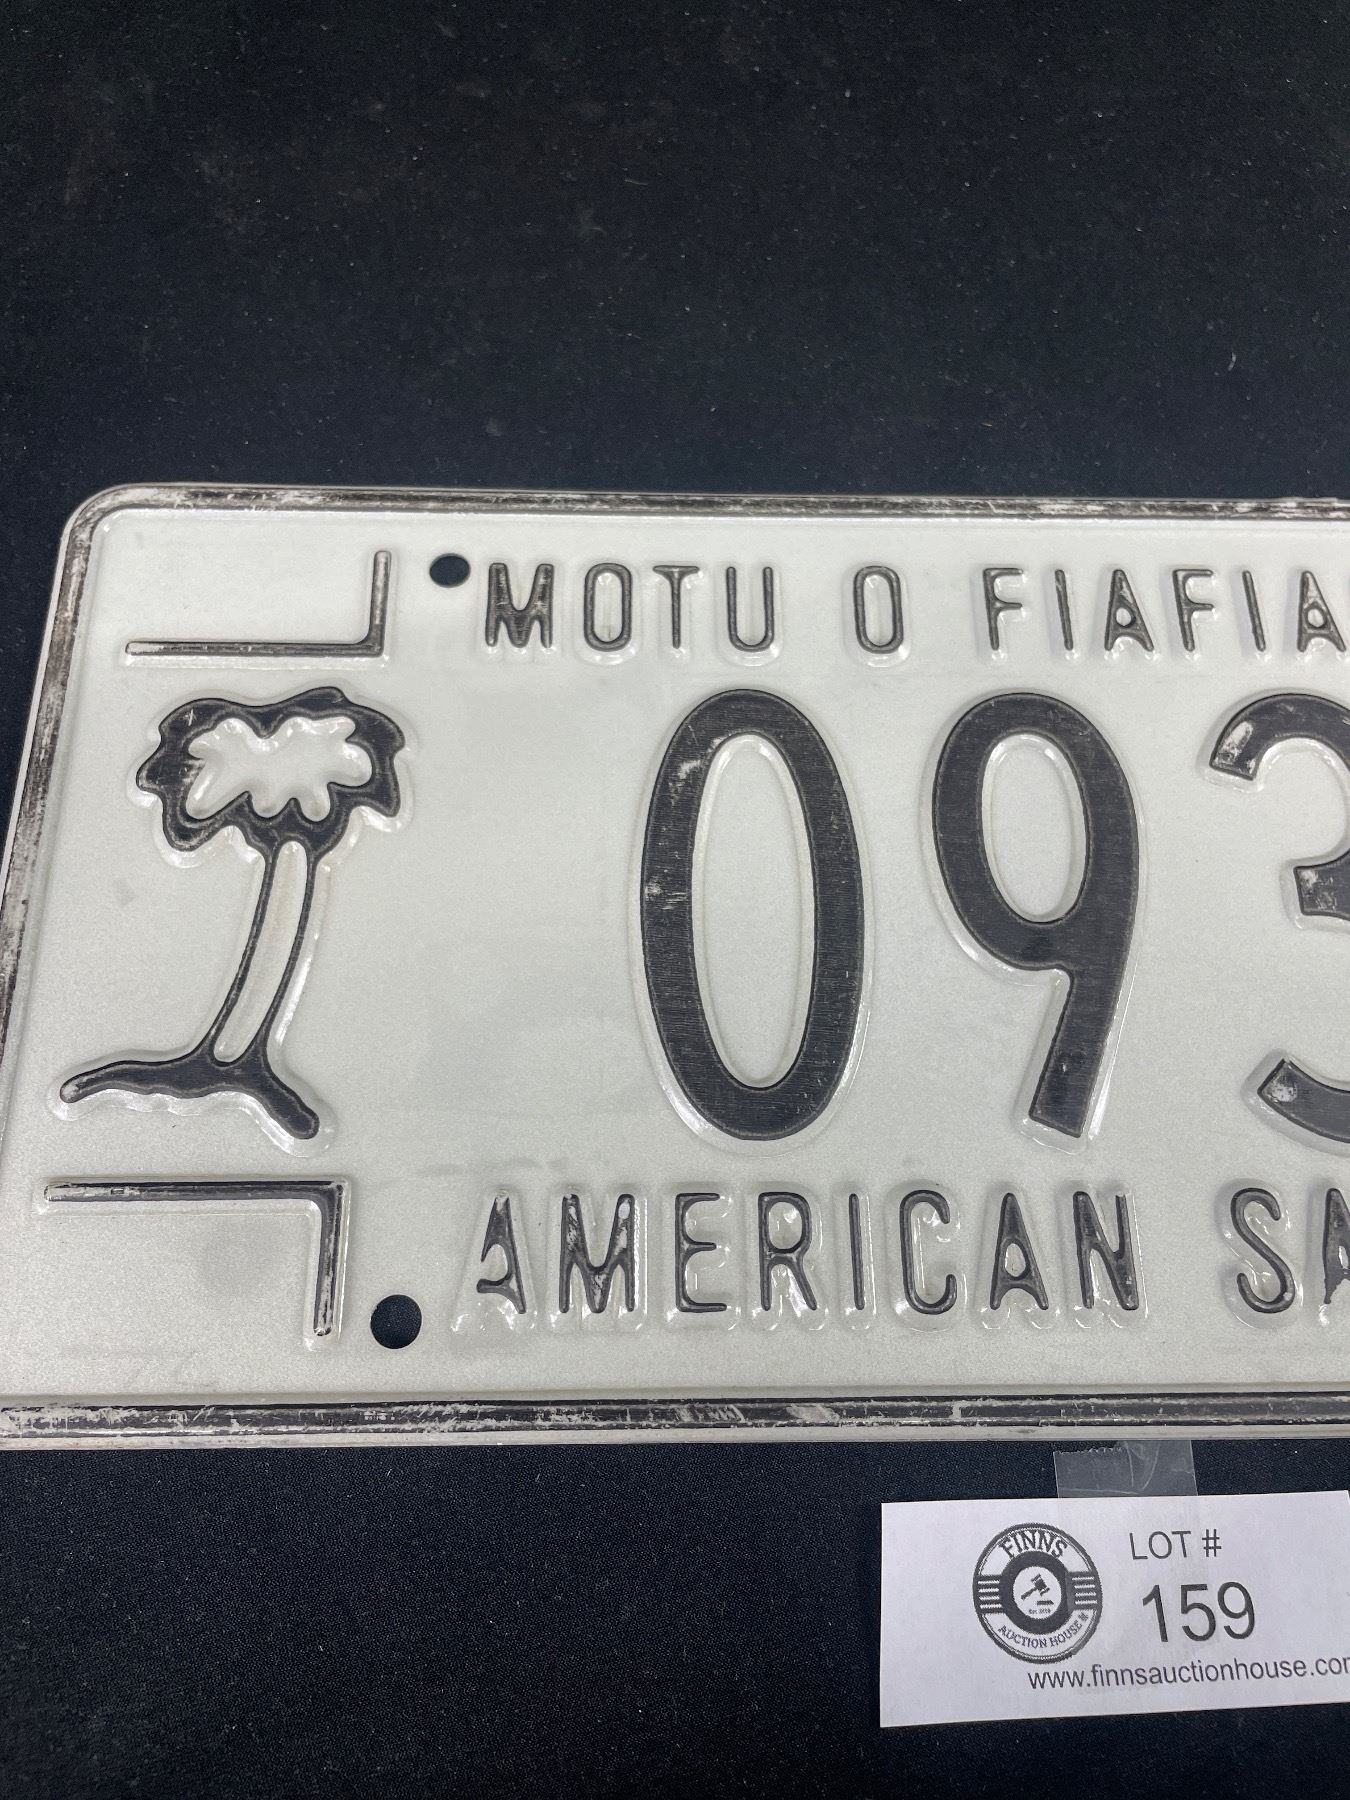 MOTU O FIAFIA
093
AMERICAN SA
FINNS
AUCTION HOUSE
LOT #
159
www.finnsauctionhouse.com